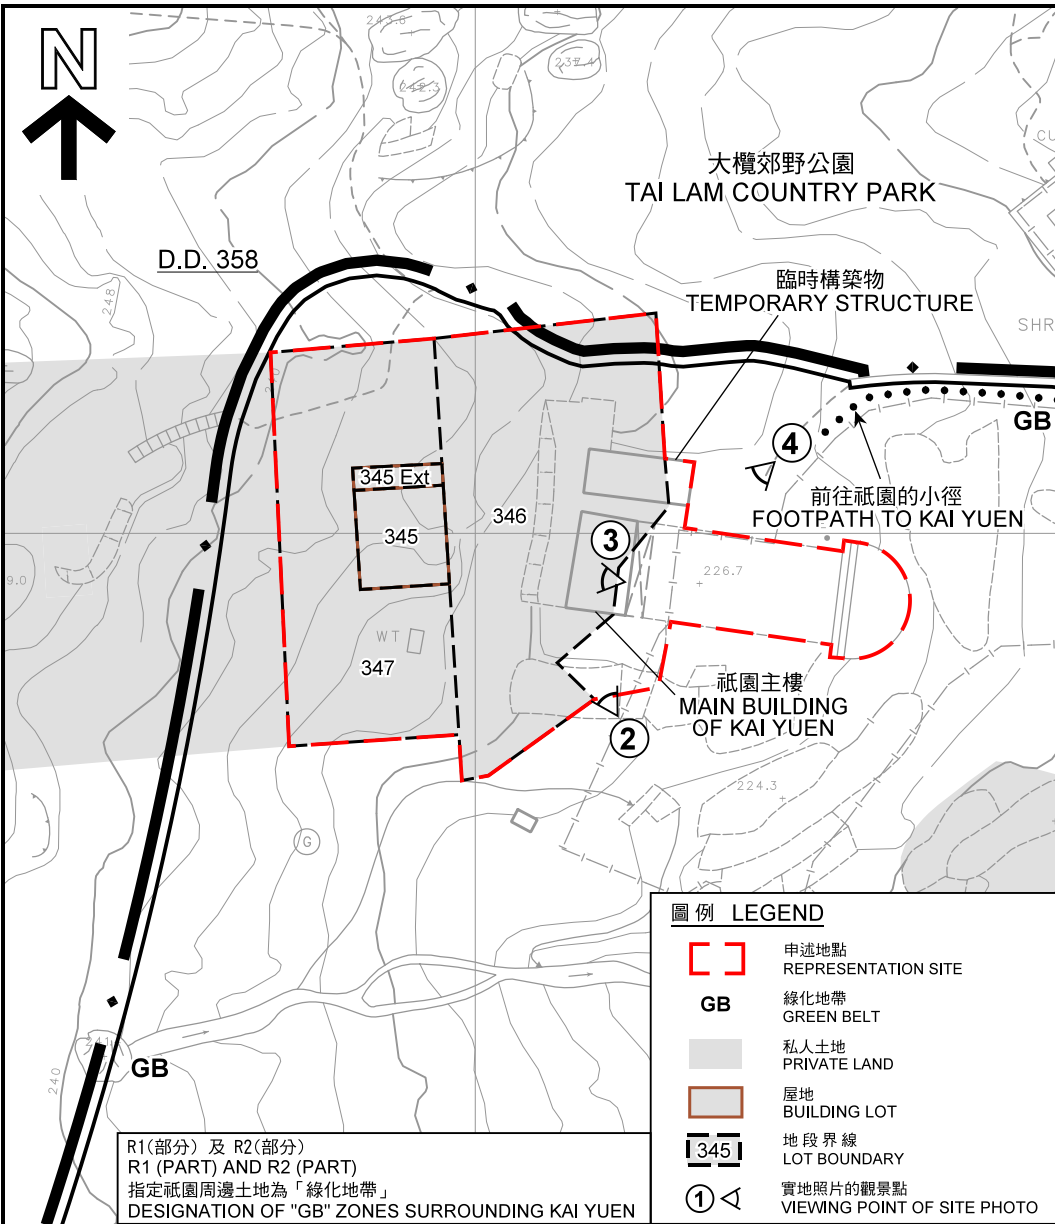 243.8
N
242.3
237.4
大欖郊野公園
TAI LAM COUNTRY PARK
D.D. 358
臨時構築物
TEMPORARY STRUCTURE
248
SHR
GB
4
345 Ext
346
前往祇園的小徑
FOOTPATH TO KAI YUEN
345
3
9.0
226.7
WT
347
祇園主樓
MAIN BUILDING
OF KAI YUEN
2
224.3
G
240
GB
圖例 LEGEND
申述地點
REPRESENTATION SITE
GB
綠化地帶
GREEN BELT
私人土地
PRIVATE LAND
屋地
BUILDING LOT
345
地段界線
LOT BOUNDARY
1
實地照片的觀景點
VIEWING POINT OF SITE PHOTO
R1(部分) 及 R2(部分)
R1 (PART) AND R2 (PART)
指定祇園周邊土地為「綠化地帶」
DESIGNATION OF "GB" ZONES SURROUNDING KAI YUEN